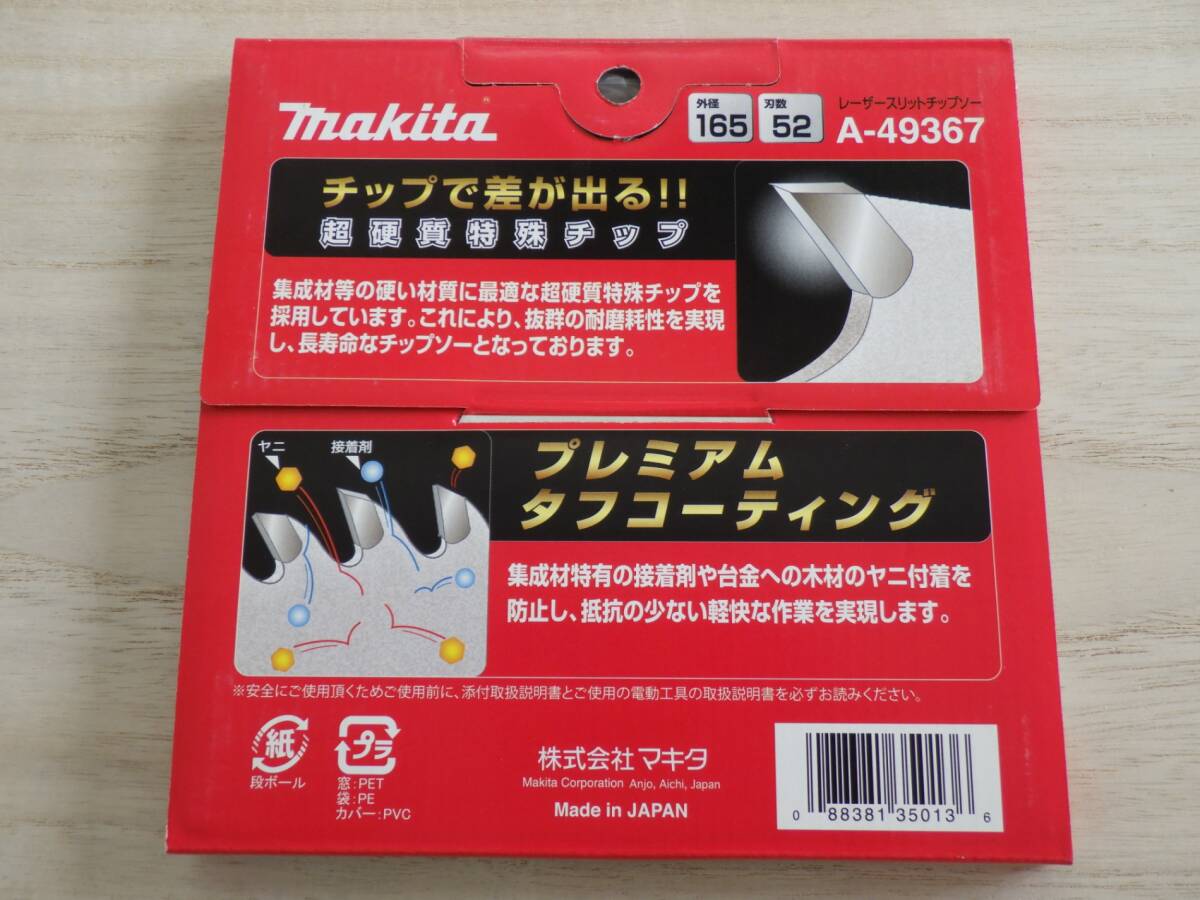 makita
外径
165
刃数
52
レーザースリットチップソー
A-49367
チップで差が出る!!
超硬質特殊チップ
集成材等の硬い材質に最適な超硬質特殊チップを
採用しています。これにより、抜群の耐磨耗性を実現
し、長寿命なチップソーとなっております。
ヤニ
接着剤
プレミアム
タフコーティング
集成材特有の接着剤や台金への木材のヤニ付着を
防止し、抵抗の少ない軽快な作業を実現します。
※安全にご使用頂くためご使用前に、添付取扱説明書とご使用の電動工具の取扱説明書を必ずお読みください。
紙
段ボール
プラ
窓:PET
袋:PE
カバー:PVC
株式会社 マキタ
Makita Corporation Anjo, Aichi, Japan
Made in JAPAN
0 88381 35013 6